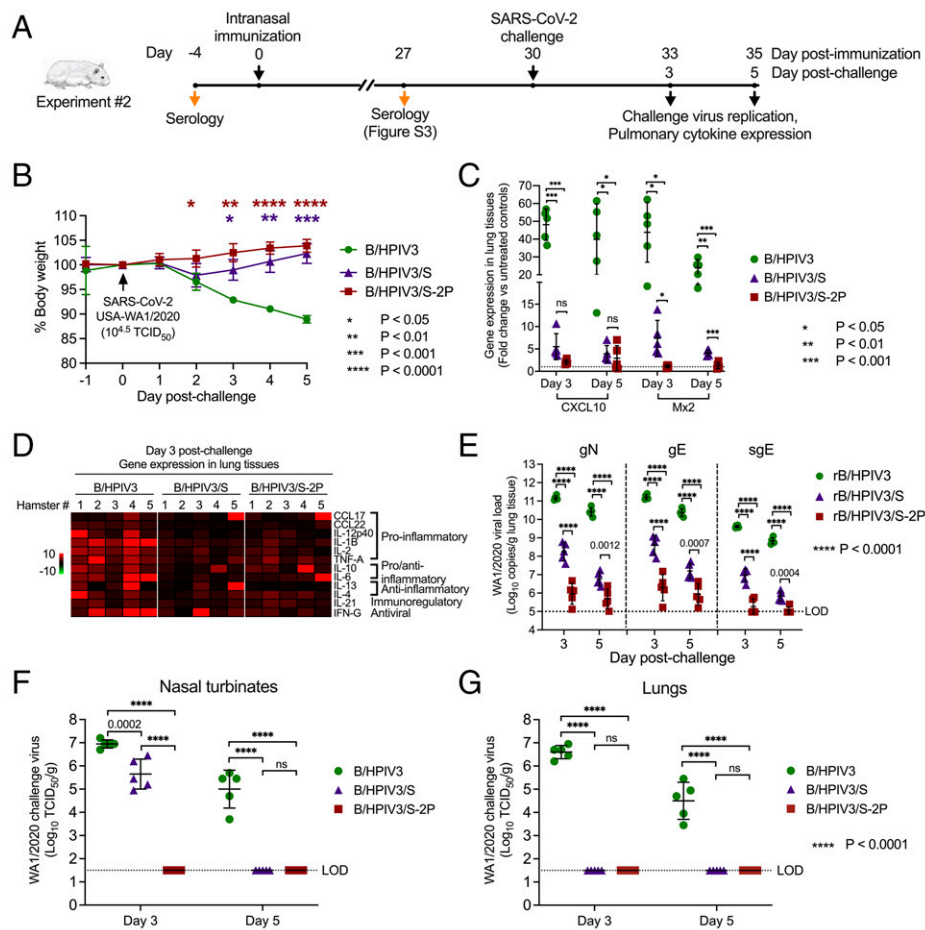 A
Intranasal
immunization
SARS-CoV-2
challenge
Day -4 0 27 30 33 35 Day post-immunization
3 5 Day post-challenge
Experiment #2
Serology
Serology
(Figure S3)
Challenge virus replication,
Pulmonary cytokine expression
B
% Body weight
110
105
100
95
90
85
80
* ** **** ****
* ** ***
SARS-CoV-2
USA-WA1/2020
(10^4.5 TCID50)
-1 0 1 2 3 4 5
Day post-challenge
B/HPIV3
B/HPIV3/S
B/HPIV3/S-2P
* P < 0.05
** P < 0.01
*** P < 0.001
**** P < 0.0001
C
Gene expression in lung tissues
(Fold change vs untreated controls)
70
60
50
40
30
20
10
15
10
5
0
*** * * ***
*** * * **
ns ns * ***
Day 3 Day 5 Day 3 Day 5
CXCL10 Mx2
B/HPIV3
B/HPIV3/S
B/HPIV3/S-2P
* P < 0.05
** P < 0.01
*** P < 0.001
D
Day 3 post-challenge
Gene expression in lung tissues
B/HPIV3 B/HPIV3/S B/HPIV3/S-2P
Hamster # 1 2 3 4 5 1 2 3 4 5 1 2 3 4 5
10
-10
CCL17
CCL22
IL-12p40
IL-1B
IL-2
TNF-A
IL-10
IL-6
IL-13
IL-4
IL-21
IFN-G
Pro-inflammatory
Pro/anti-
inflammatory
Anti-inflammatory
Immunoregulatory
Antiviral
E
gN gE sgE
WA1/2020 viral load
(Log10 copies/g lung tissue)
13
12
11
10
9
8
7
6
5
4
**** **** **** **** **** ****
**** **** **** **** **** ****
**** 0.0012 **** 0.0007 **** 0.0004
LOD
3 5 3 5 3 5
Day post-challenge
rB/HPIV3
rB/HPIV3/S
rB/HPIV3/S-2P
**** P < 0.0001
F
Nasal turbinates
WA1/2020 challenge virus
(Log10 TCID50/g)
8
7
6
5
4
3
2
1
0
**** 0.0002 ****
**** **** ns
LOD
Day 3 Day 5
B/HPIV3
B/HPIV3/S
B/HPIV3/S-2P
G
Lungs
WA1/2020 challenge virus
(Log10 TCID50/g)
8
7
6
5
4
3
2
1
0
**** **** ns
**** **** ns
LOD
Day 3 Day 5
B/HPIV3
B/HPIV3/S
B/HPIV3/S-2P
**** P < 0.0001